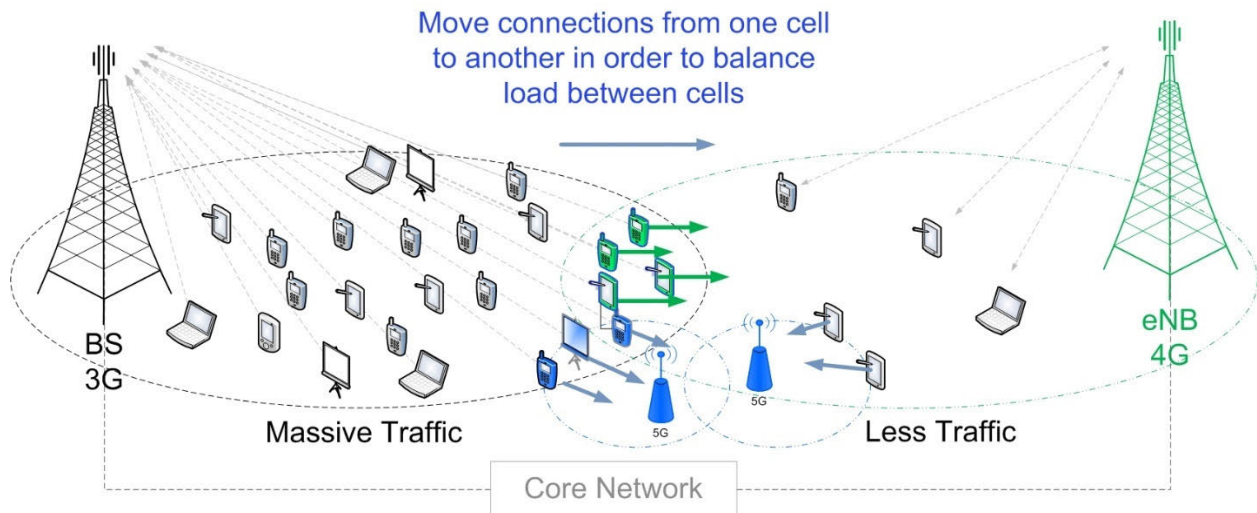 Move connections from one cell
to another in order to balance
load between cells
BS
3G
eNB
4G
5G
5G
Massive Traffic
Less Traffic
Core Network